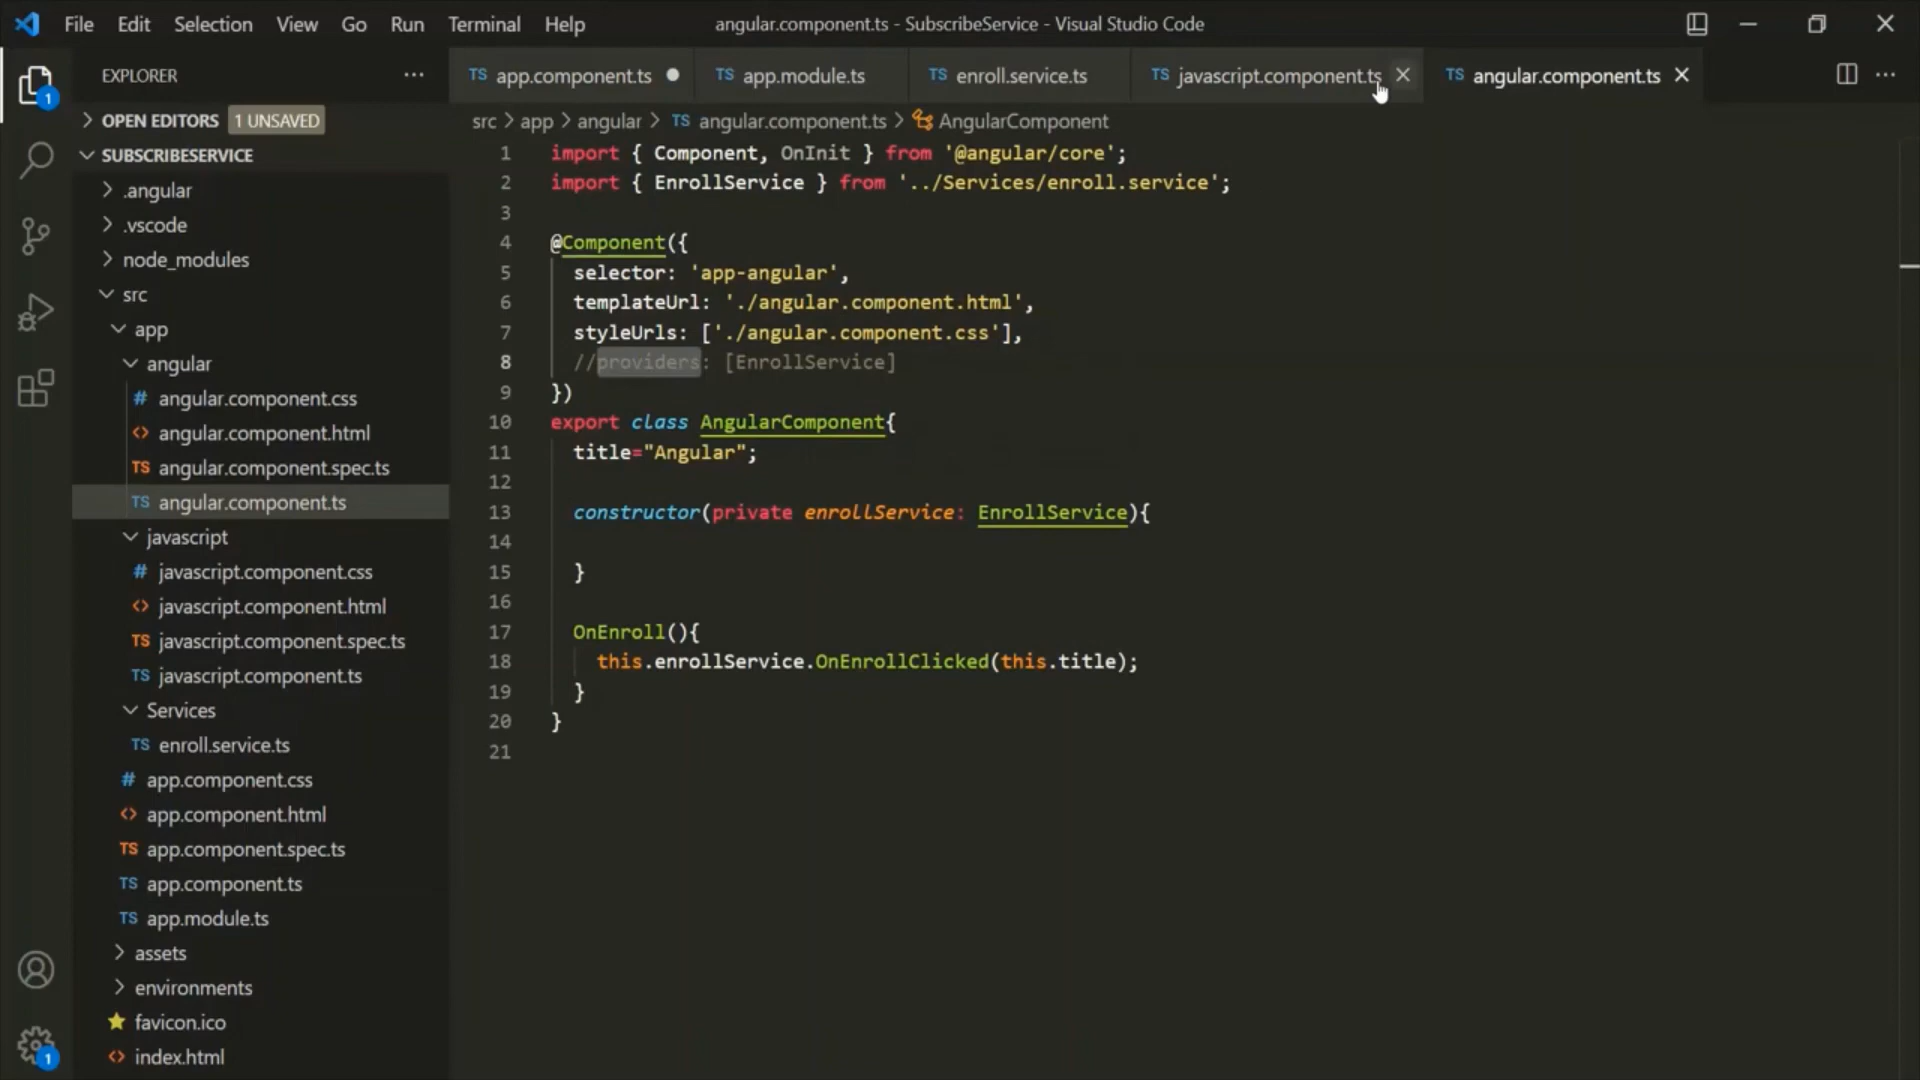 File Edit Selection View Go Run Terminal Help angular.component.ts - SubscribeService - Visual Studio Code
EXPLORER
1
OPEN EDITORS 1 UNSAVED
SUBSCRIBESERVICE
.angular
.vscode
node_modules
src
app
angular
# angular.component.css
<> angular.component.html
TS angular.component.spec.ts
TS angular.component.ts
javascript
# javascript.component.css
<> javascript.component.html
TS javascript.component.spec.ts
TS javascript.component.ts
Services
TS enroll.service.ts
# app.component.css
<> app.component.html
TS app.component.spec.ts
TS app.component.ts
TS app.module.ts
assets
environments
favicon.ico
<> index.html
1
TS app.component.ts TS app.module.ts TS enroll.service.ts TS javascript.component.ts TS angular.component.ts
src > app > angular > TS angular.component.ts > AngularComponent
1 import { Component, OnInit } from '@angular/core';
2 import { EnrollService } from '../Services/enroll.service';
3
4 @Component({
5 selector: 'app-angular',
6 templateUrl: './angular.component.html',
7 styleUrls: ['./angular.component.css'],
8 //providers: [EnrollService]
9 })
10 export class AngularComponent{
11 title="Angular";
12
13 constructor(private enrollService: EnrollService){
14
15 }
16
17 OnEnroll(){
18 this.enrollService.OnEnrollClicked(this.title);
19 }
20 }
21